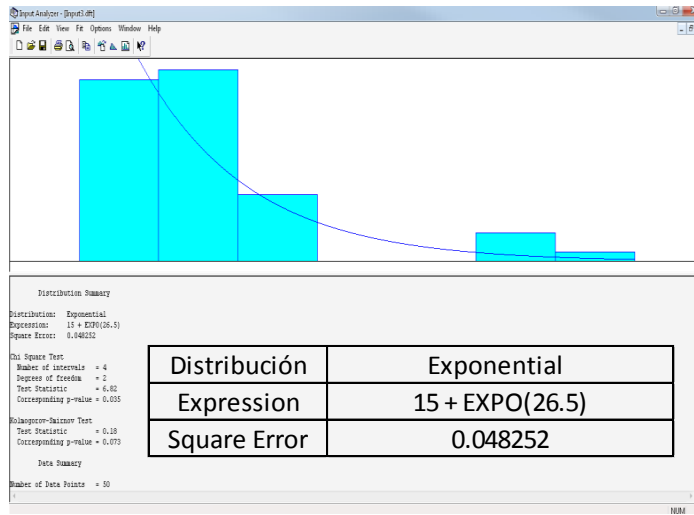 Input Analyzer - [Input3.dft]
File Edit View Fit Options Window Help
Distribution Summary
Distribution: Exponential
Expression: 15 + EXPO(26.5)
Square Error: 0.048252
Chi Square Test
Number of intervals = 4
Degrees of freedom = 2
Test Statistic = 6.82
Corresponding p-value = 0.035
Kolmogorov-Smirnov Test
Test Statistic = 0.18
Corresponding p-value = 0.073
Data Summary
Number of Data Points = 50
Distribución Exponential
Expression 15 + EXPO(26.5)
Square Error 0.048252
NUM